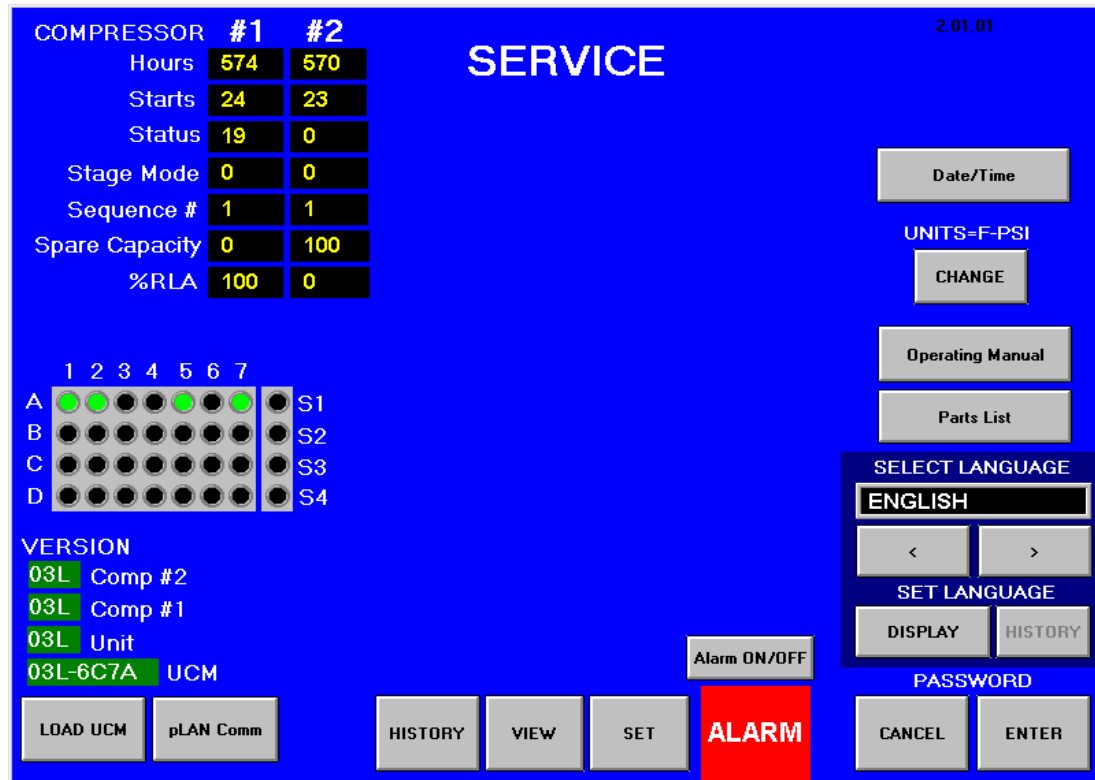 COMPRESSOR #1 #2
Hours 574 570
Starts 24 23
Status 19 0
Stage Mode 0 0
Sequence # 1 1
Spare Capacity 0 100
%RLA 100 0
SERVICE
2.01.01
Date/Time
UNITS=F-PSI
CHANGE
Operating Manual
Parts List
1 2 3 4 5 6 7
A S1
B S2
C S3
D S4
SELECT LANGUAGE
ENGLISH
< >
SET LANGUAGE
DISPLAY HISTORY
VERSION
03L Comp #2
03L Comp #1
03L Unit
03L-6C7A UCM
Alarm ON/OFF
PASSWORD
LOAD UCM pLAN Comm HISTORY VIEW SET ALARM CANCEL ENTER